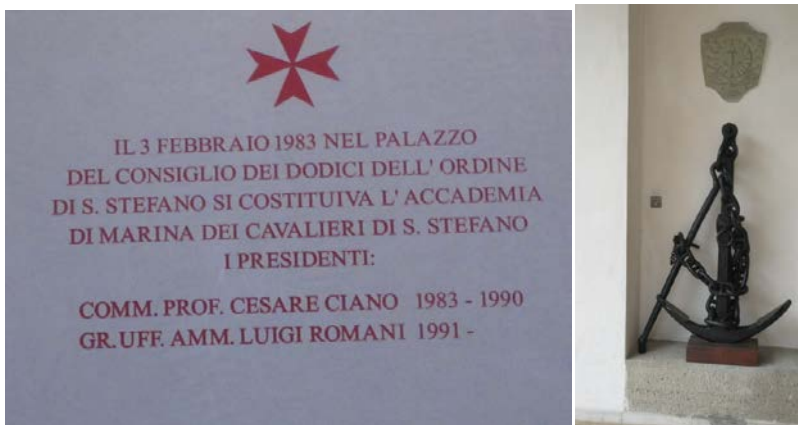 IL 3 FEBBRAIO 1983 NEL PALAZZO
DEL CONSIGLIO DEI DODICI DELL' ORDINE
DI S. STEFANO SI COSTITUIVA L' ACCADEMIA
DI MARINA DEI CAVALIERI DI S. STEFANO
I PRESIDENTI:
COMM. PROF. CESARE CIANO 1983 - 1990
GR.UFF. AMM. LUIGI ROMANI 1991 -